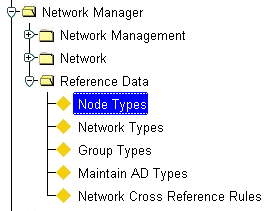 Network Manager
Network Management
Network
Reference Data
Node Types
Network Types
Group Types
Maintain AD Types
Network Cross Reference Rules